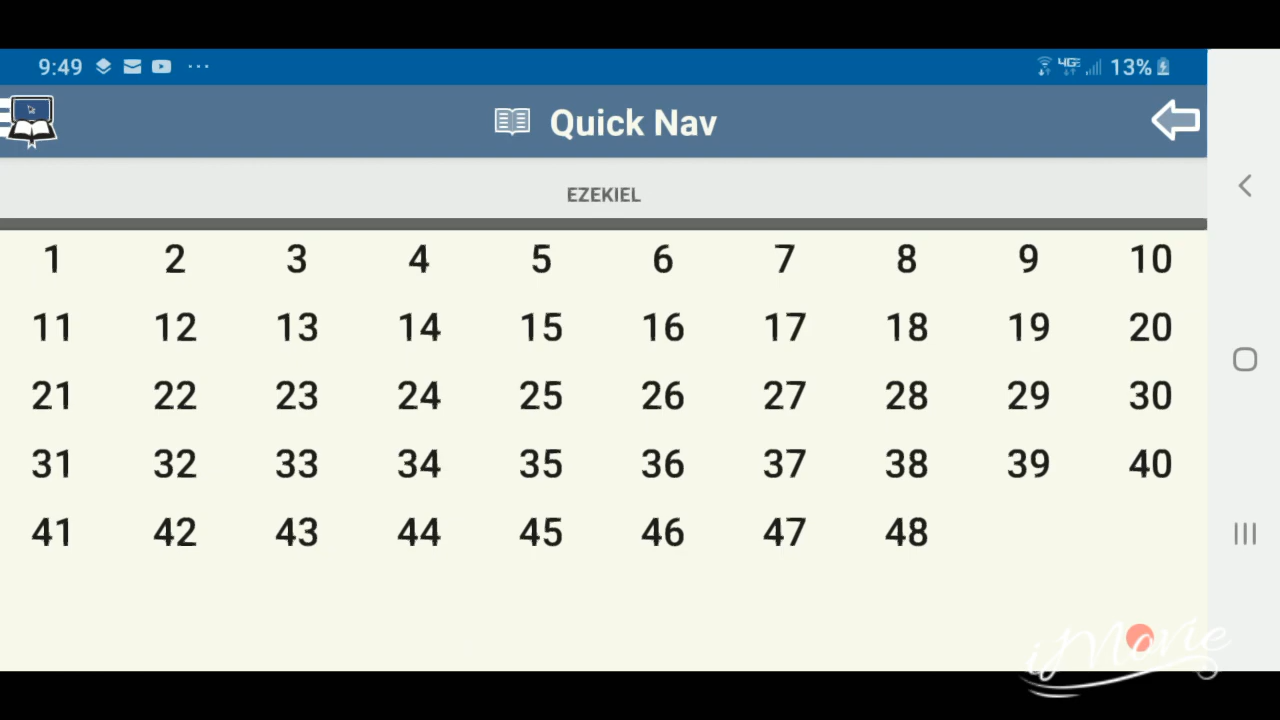 9:49 ... 4GE 13%
Quick Nav
EZEKIEL
1 2 3 4 5 6 7 8 9 10
11 12 13 14 15 16 17 18 19 20
21 22 23 24 25 26 27 28 29 30
31 32 33 34 35 36 37 38 39 40
41 42 43 44 45 46 47 48
iMovie